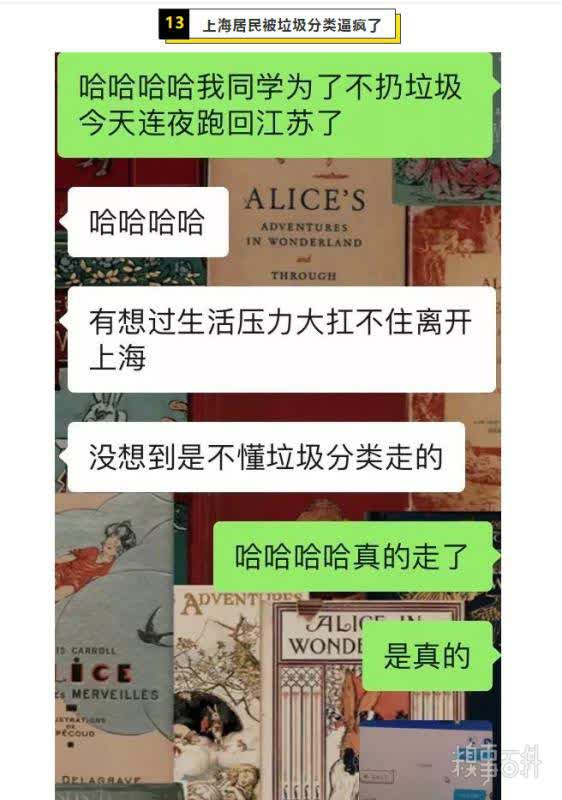 13 上海居民被垃圾分类逼疯了
哈哈哈哈我同学为了不扔垃圾
今天连夜跑回江苏了
哈哈哈哈
ALICE'S
ADVENTURES
IN WONDERLAND
and
THROUGH
有想过生活压力大扛不住离开
上海
没想到是不懂垃圾分类走的
哈哈哈哈真的走了
ADVENTURES
ALICE IN
是真的
IS CARROLL
LICE
ES MERVEILLES
DE
PÉCOUD
DELAGRAVE
糗事百科